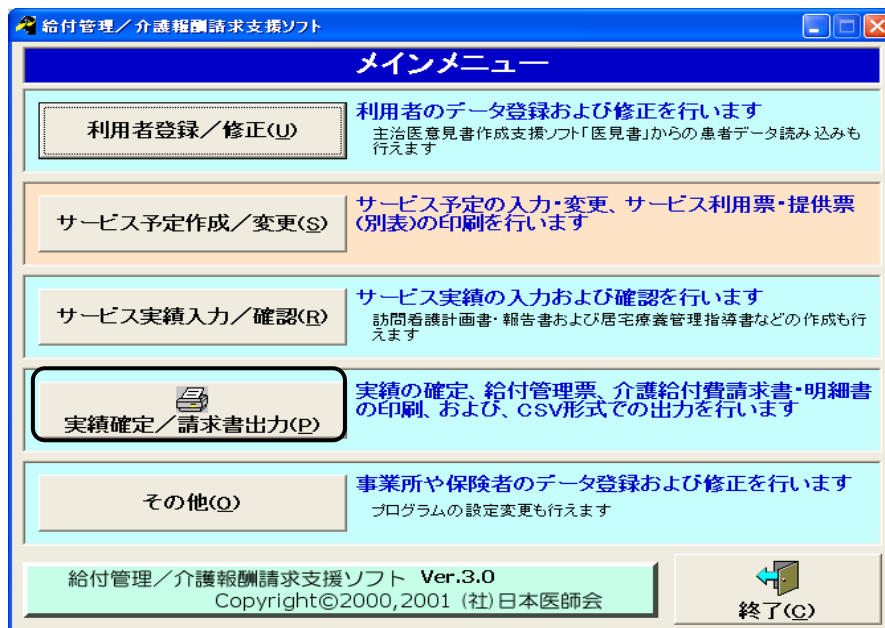 給付管理／介護報酬請求支援ソフト
メインメニュー
利用者登録／修正(U)
利用者のデータ登録および修正を行います
主治医意見書作成支援ソフト｢医見書｣からの患者データ読み込みも
行えます
サービス予定作成／変更(S)
サービス予定の入力・変更、サービス利用票・提供票
(別表)の印刷を行います
サービス実績入力／確認(R)
サービス実績の入力および確認を行います
訪問看護計画書・報告書および居宅療養管理指導書などの作成も行
えます
実績確定／請求書出力(P)
実績の確定、給付管理票、介護給付費請求書・明細書
の印刷、および、CSV形式での出力を行います
その他(O)
事業所や保険者のデータ登録および修正を行います
プログラムの設定変更も行えます
給付管理／介護報酬請求支援ソフト Ver.3.0
Copyright©2000,2001 (社)日本医師会
終了(C)